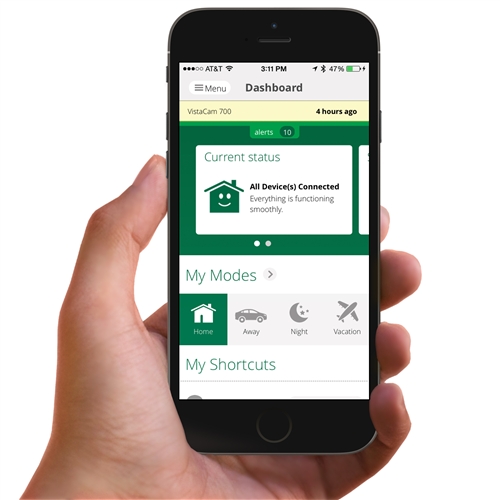 ●●●○○ AT&T 3:11 PM 47%
Menu Dashboard
VistaCam 700 4 hours ago
alerts 10
Current status
All Device(s) Connected
Everything is functioning
smoothly.
My Modes
Home Away Night Vacation
My Shortcuts